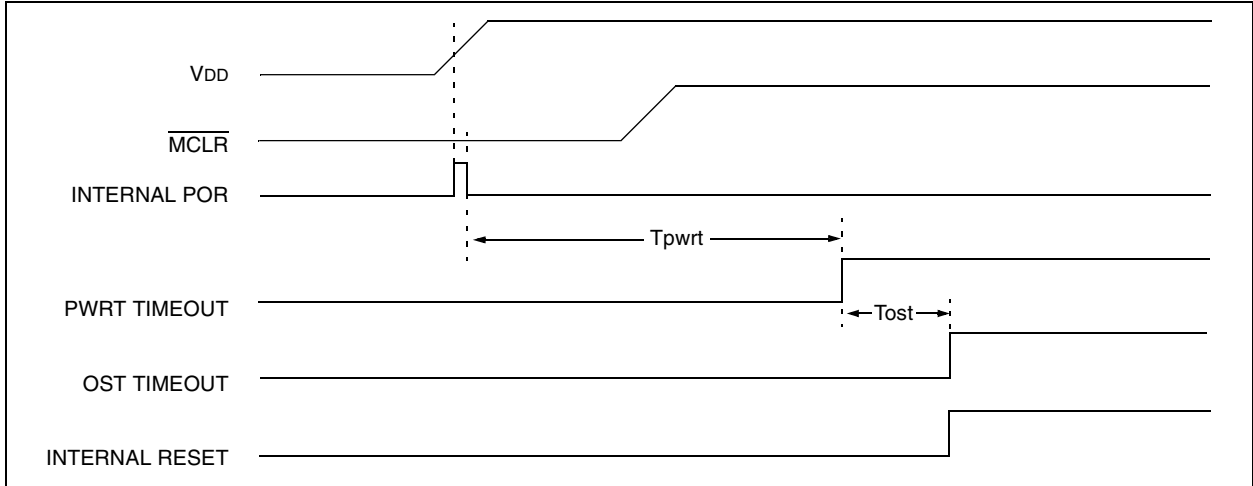 VDD
MCLR
INTERNAL POR
Tpwrt
PWRT TIMEOUT
Tost
OST TIMEOUT
INTERNAL RESET